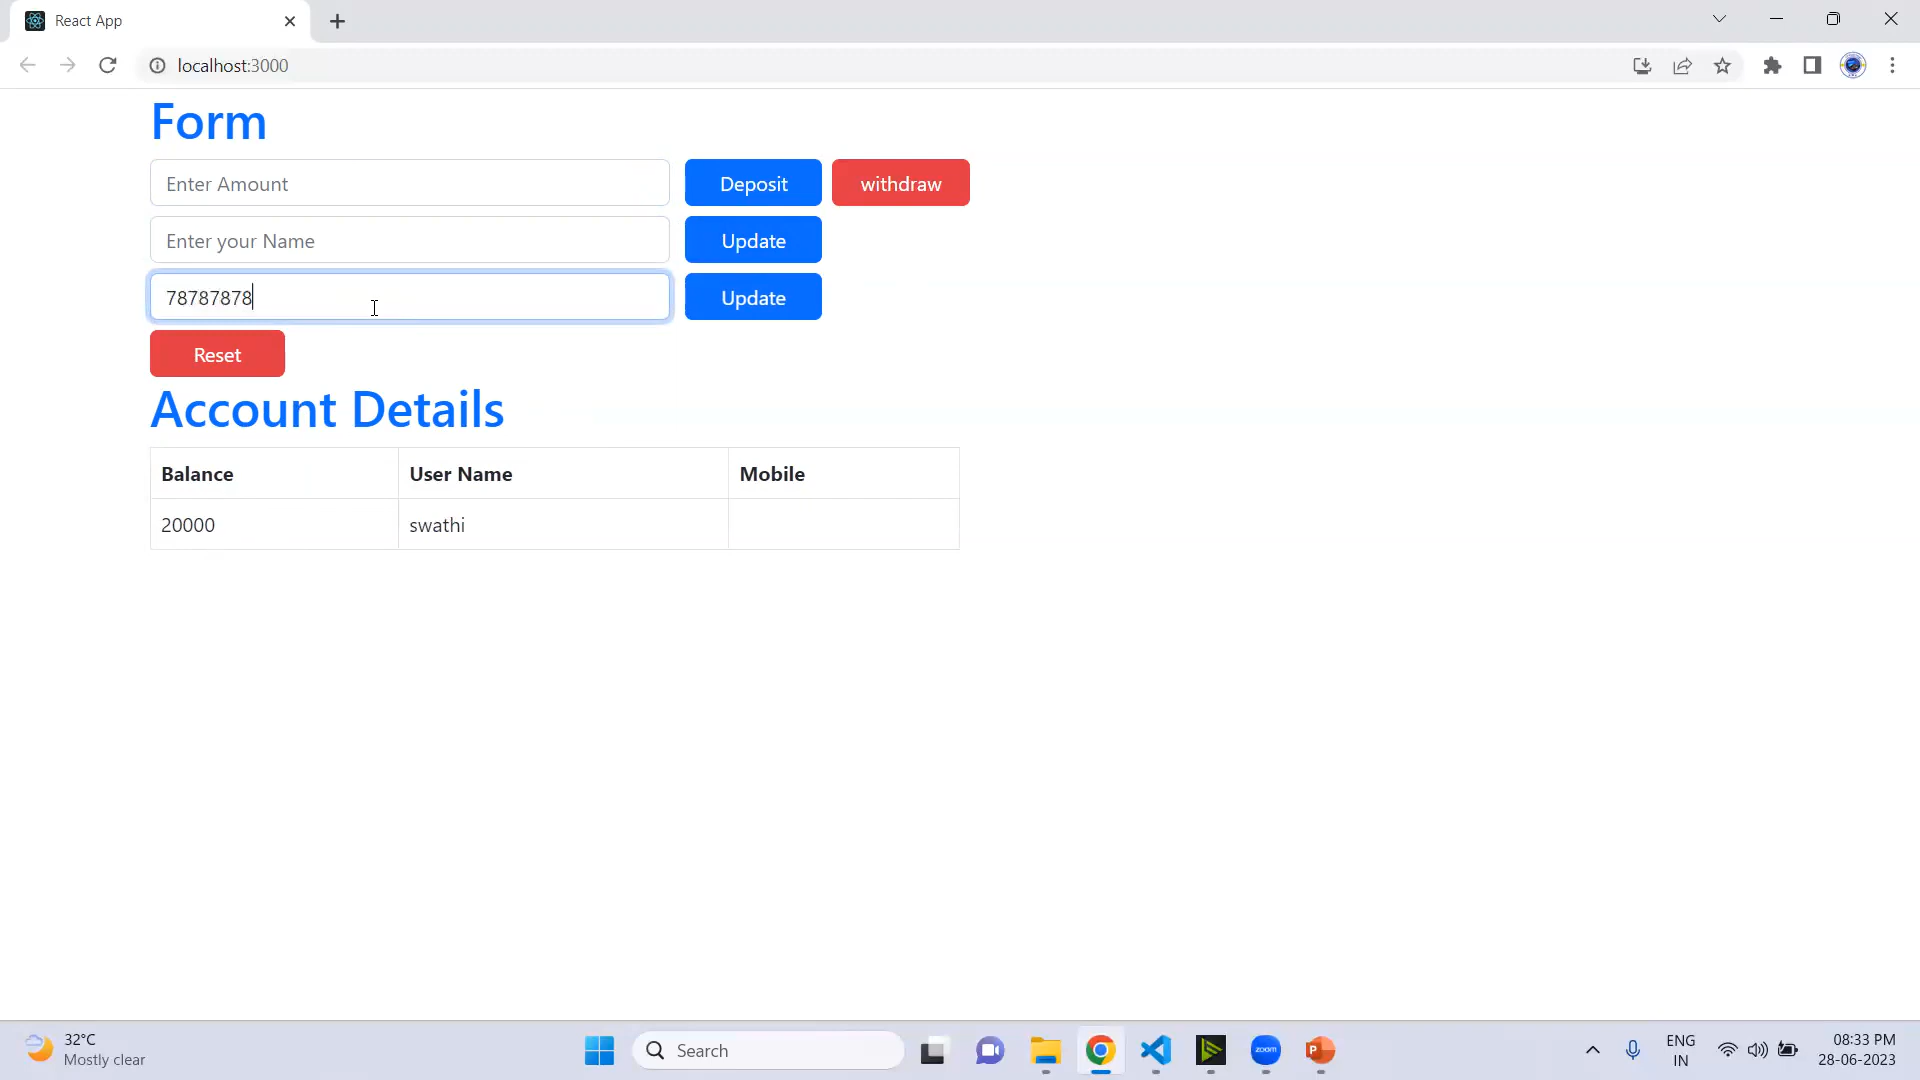 React App
localhost:3000
Form
Enter Amount
Deposit
withdraw
Enter your Name
Update
78787878
Update
Reset
Account Details
Balance User Name Mobile
20000 swathi
32°C
Mostly clear
Search
zoom
P
ENG
IN
08:33 PM
28-06-2023